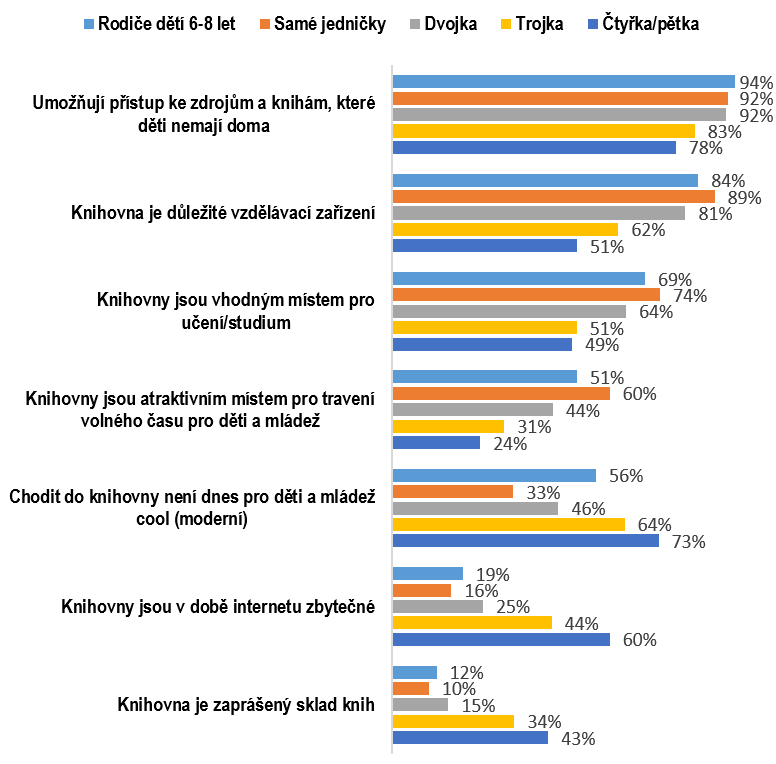 Rodiče dětí 6-8 let Samé jedničky Dvojka Trojka Čtyřka/pětka
Umožňují přístup ke zdrojům a knihám, které
děti nemají doma
94%
92%
92%
83%
78%
Knihovna je důležité vzdělávací zařízení
84%
89%
81%
62%
51%
Knihovny jsou vhodným místem pro
učení/studium
69%
74%
64%
51%
49%
Knihovny jsou atraktivním místem pro travení
volného času pro děti a mládež
51%
60%
44%
31%
24%
Chodit do knihovny není dnes pro děti a mládež
cool (moderní)
56%
33%
46%
64%
73%
Knihovny jsou v době internetu zbytečné
19%
16%
25%
44%
60%
Knihovna je zaprášený sklad knih
12%
10%
15%
34%
43%